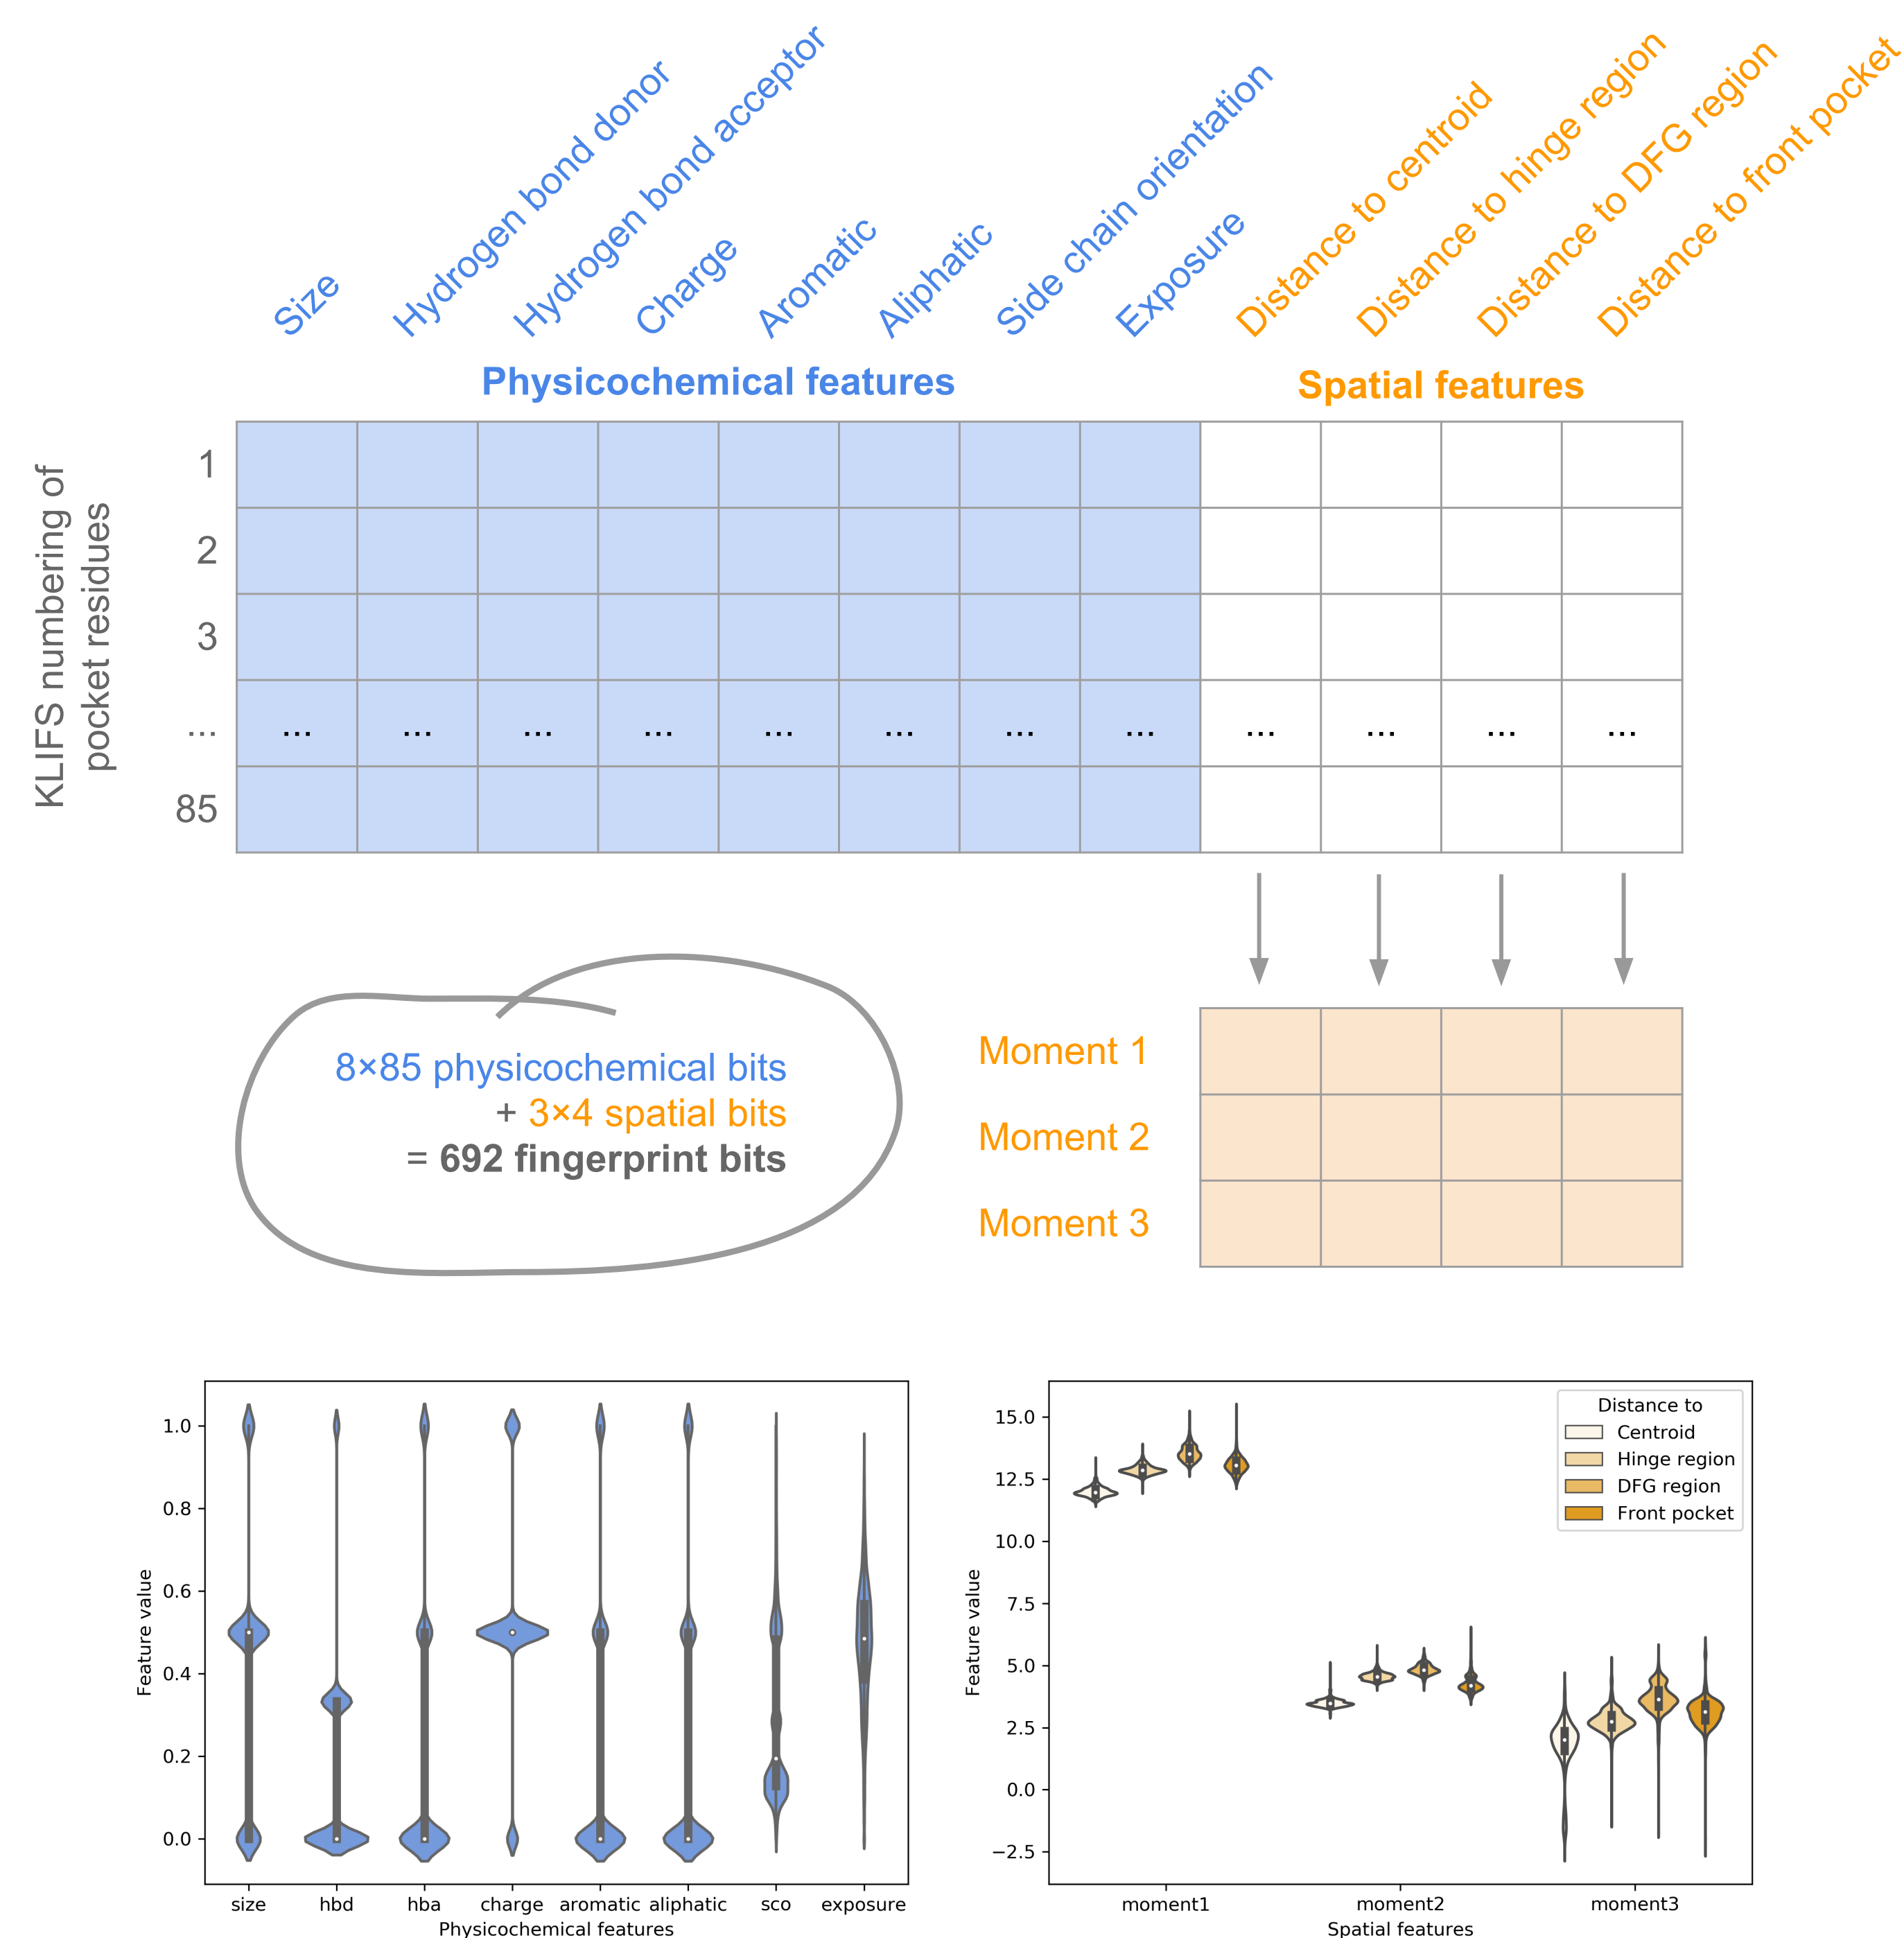 Size
Hydrogen bond donor
Hydrogen bond acceptor
Charge
Aromatic
Aliphatic
Side chain orientation
Exposure
Distance to centroid
Distance to hinge region
Distance to DFG region
Distance to front pocket
Physicochemical features
Spatial features
KLIFS numbering of
pocket residues
1
2
3
... ... ... ... ... ... ... ... ... ... ... ... ...
85
8×85 physicochemical bits
+ 3×4 spatial bits
= 692 fingerprint bits
Moment 1
Moment 2
Moment 3
Feature value
1.0
0.8
0.6
0.4
0.2
0.0
size hbd hba charge aromatic aliphatic sco exposure
Physicochemical features
Feature value
15.0
12.5
10.0
7.5
5.0
2.5
0.0
−2.5
Distance to
Centroid
Hinge region
DFG region
Front pocket
moment1 moment2 moment3
Spatial features